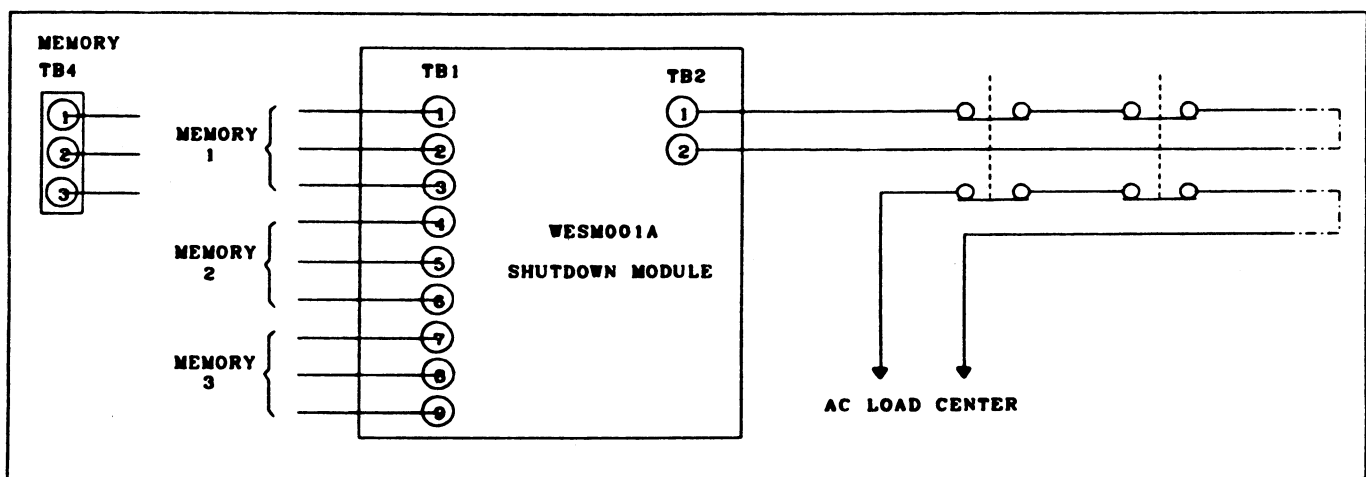 MEMORY
TB4
1
2
3
MEMORY
1
MEMORY
2
MEMORY
3
TB1
1
2
3
4
5
6
7
8
9
WESM001A
SHUTDOWN MODULE
TB2
1
2
AC LOAD CENTER